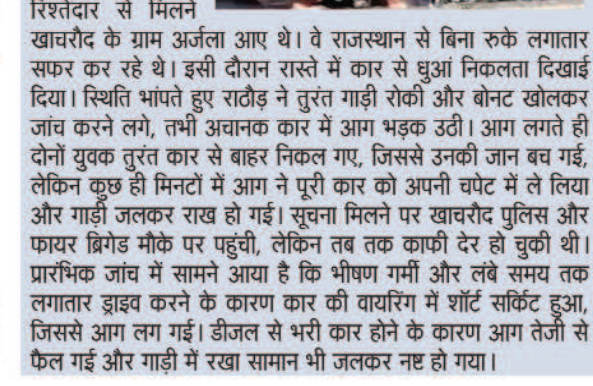 रिश्तेदार से मिलने
खाचरौद के ग्राम अर्जला आए थे। वे राजस्थान से बिना रुके लगातार
सफर कर रहे थे। इसी दौरान रास्ते में कार से धुआं निकलता दिखाई
दिया। स्थिति भांपते हुए राठौड़ ने तुरंत गाड़ी रोकी और बोनट खोलकर
जांच करने लगे, तभी अचानक कार में आग भड़क उठी। आग लगते ही
दोनों युवक तुरंत कार से बाहर निकल गए, जिससे उनकी जान बच गई,
लेकिन कुछ ही मिनटों में आग ने पूरी कार को अपनी चपेट में ले लिया
और गाड़ी जलकर राख हो गई। सूचना मिलने पर खाचरौद पुलिस और
फायर ब्रिगेड मौके पर पहुंची, लेकिन तब तक काफी देर हो चुकी थी।
प्रारंभिक जांच में सामने आया है कि भीषण गर्मी और लंबे समय तक
लगातार ड्राइव करने के कारण कार की वायरिंग में शॉर्ट सर्किट हुआ,
जिससे आग लग गई। डीजल से भरी कार होने के कारण आग तेजी से
फैल गई और गाड़ी में रखा सामान भी जलकर नष्ट हो गया।